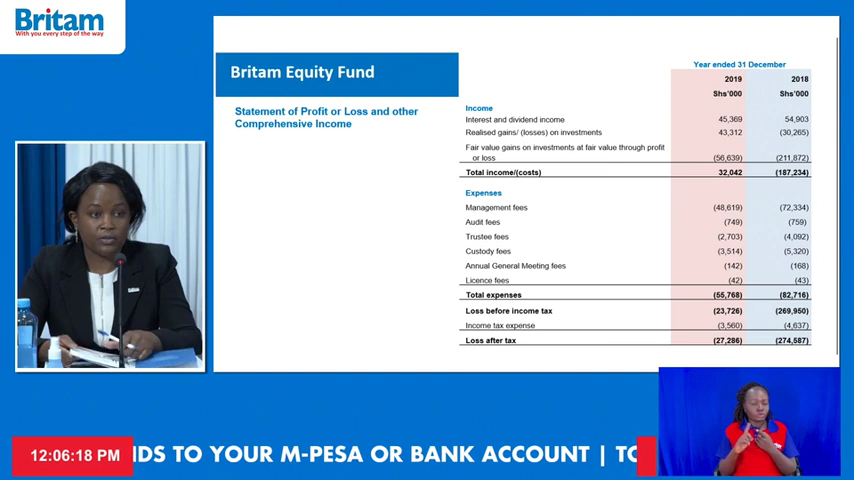 Britam
With you every step of the way
Britam Equity Fund
Statement of Profit or Loss and other
Comprehensive Income
Year ended 31 December
2019 2018
Shs'000 Shs'000
Income
Interest and dividend income 45,369 54,903
Realised gains/ (losses) on investments 43,312 (30,265)
Fair value gains on investments at fair value through profit
or loss (56,639) (211,872)
Total income/(costs) 32,042 (187,234)
Expenses
Management fees (48,619) (72,334)
Audit fees (749) (759)
Trustee fees (2,703) (4,092)
Custody fees (3,514) (5,320)
Annual General Meeting fees (142) (168)
Licence fees (42) (43)
Total expenses (55,768) (82,716)
Loss before income tax (23,726) (269,950)
Income tax expense (3,560) (4,637)
Loss after tax (27,286) (274,587)
12:06:18 PM NDS TO YOUR M-PESA OR BANK ACCOUNT | TO